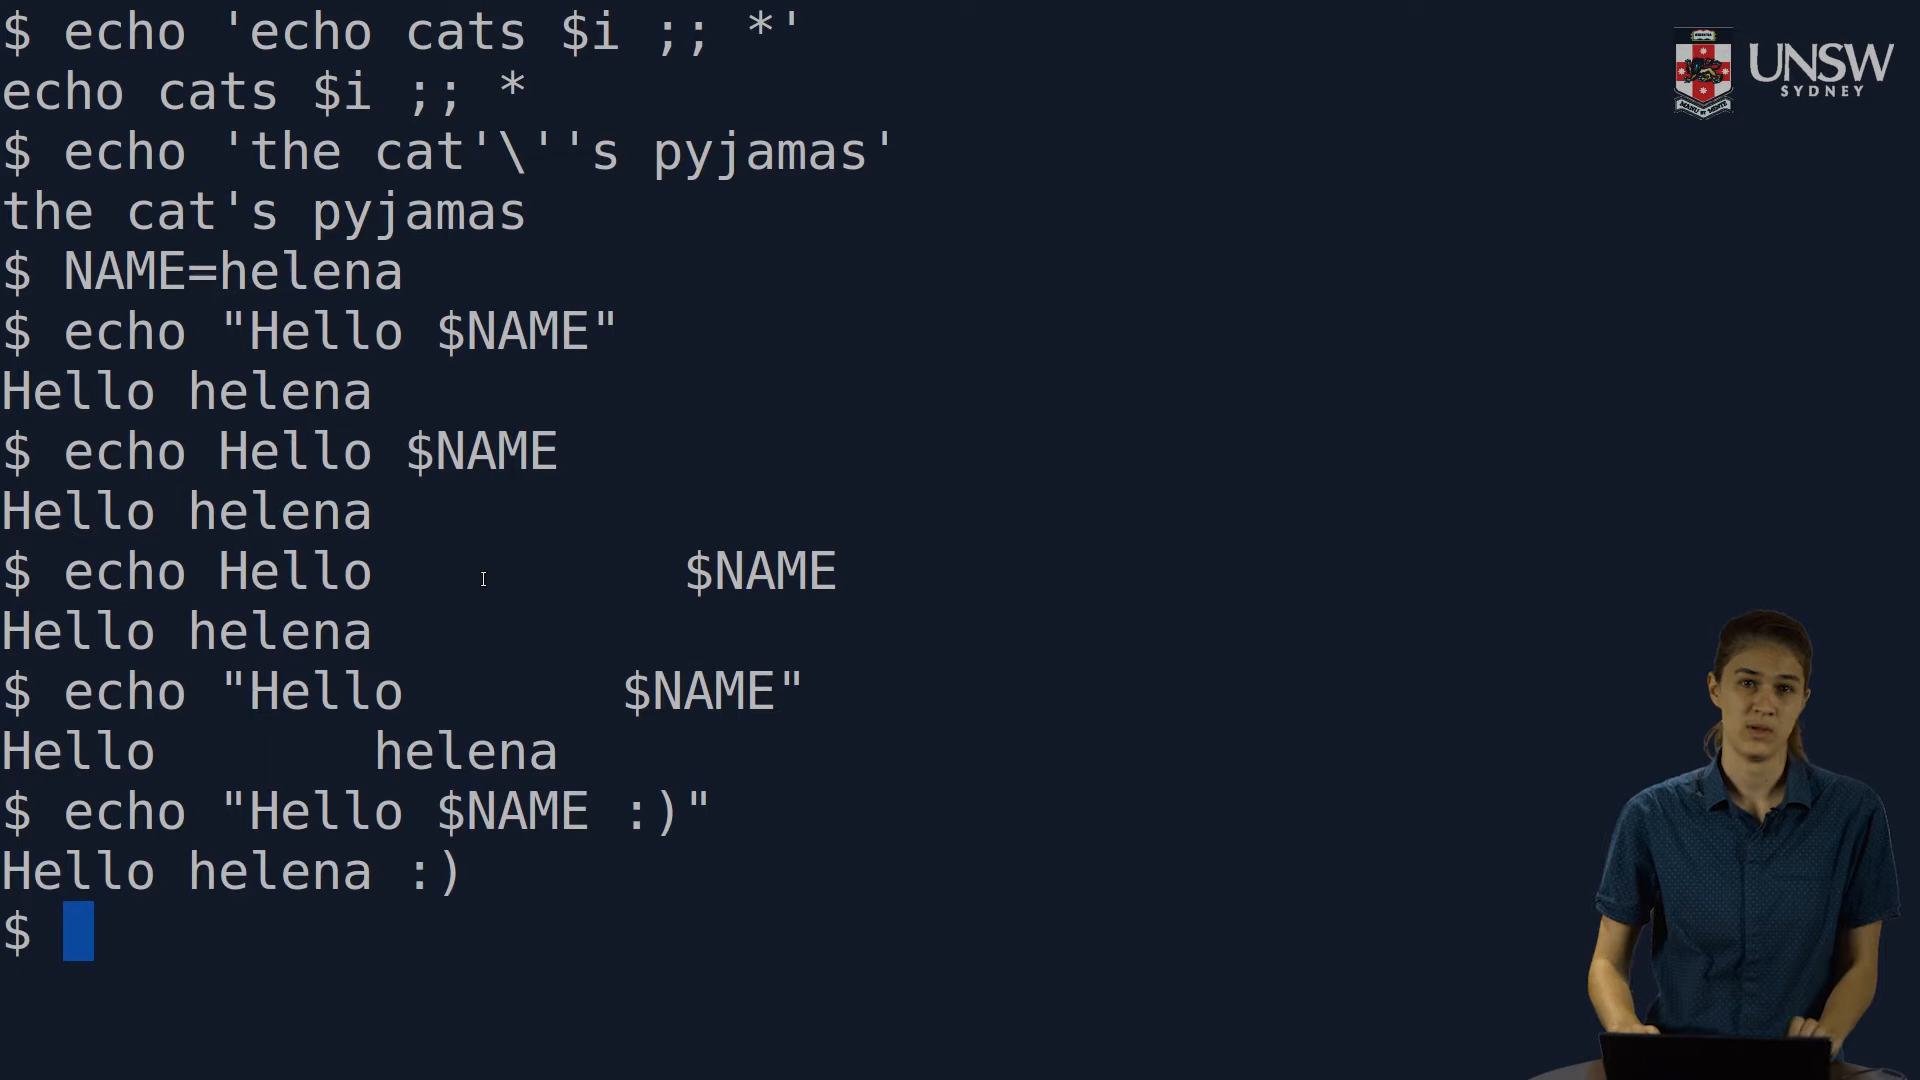 $ echo 'echo cats $i ;; *'
echo cats $i ;; *
$ echo 'the cat'\''s pyjamas'
the cat's pyjamas
$ NAME=helena
$ echo "Hello $NAME"
Hello helena
$ echo Hello $NAME
Hello helena
$ echo Hello          $NAME
Hello helena
$ echo "Hello       $NAME"
Hello       helena
$ echo "Hello $NAME :)"
Hello helena :)
$
UNSW
SYDNEY